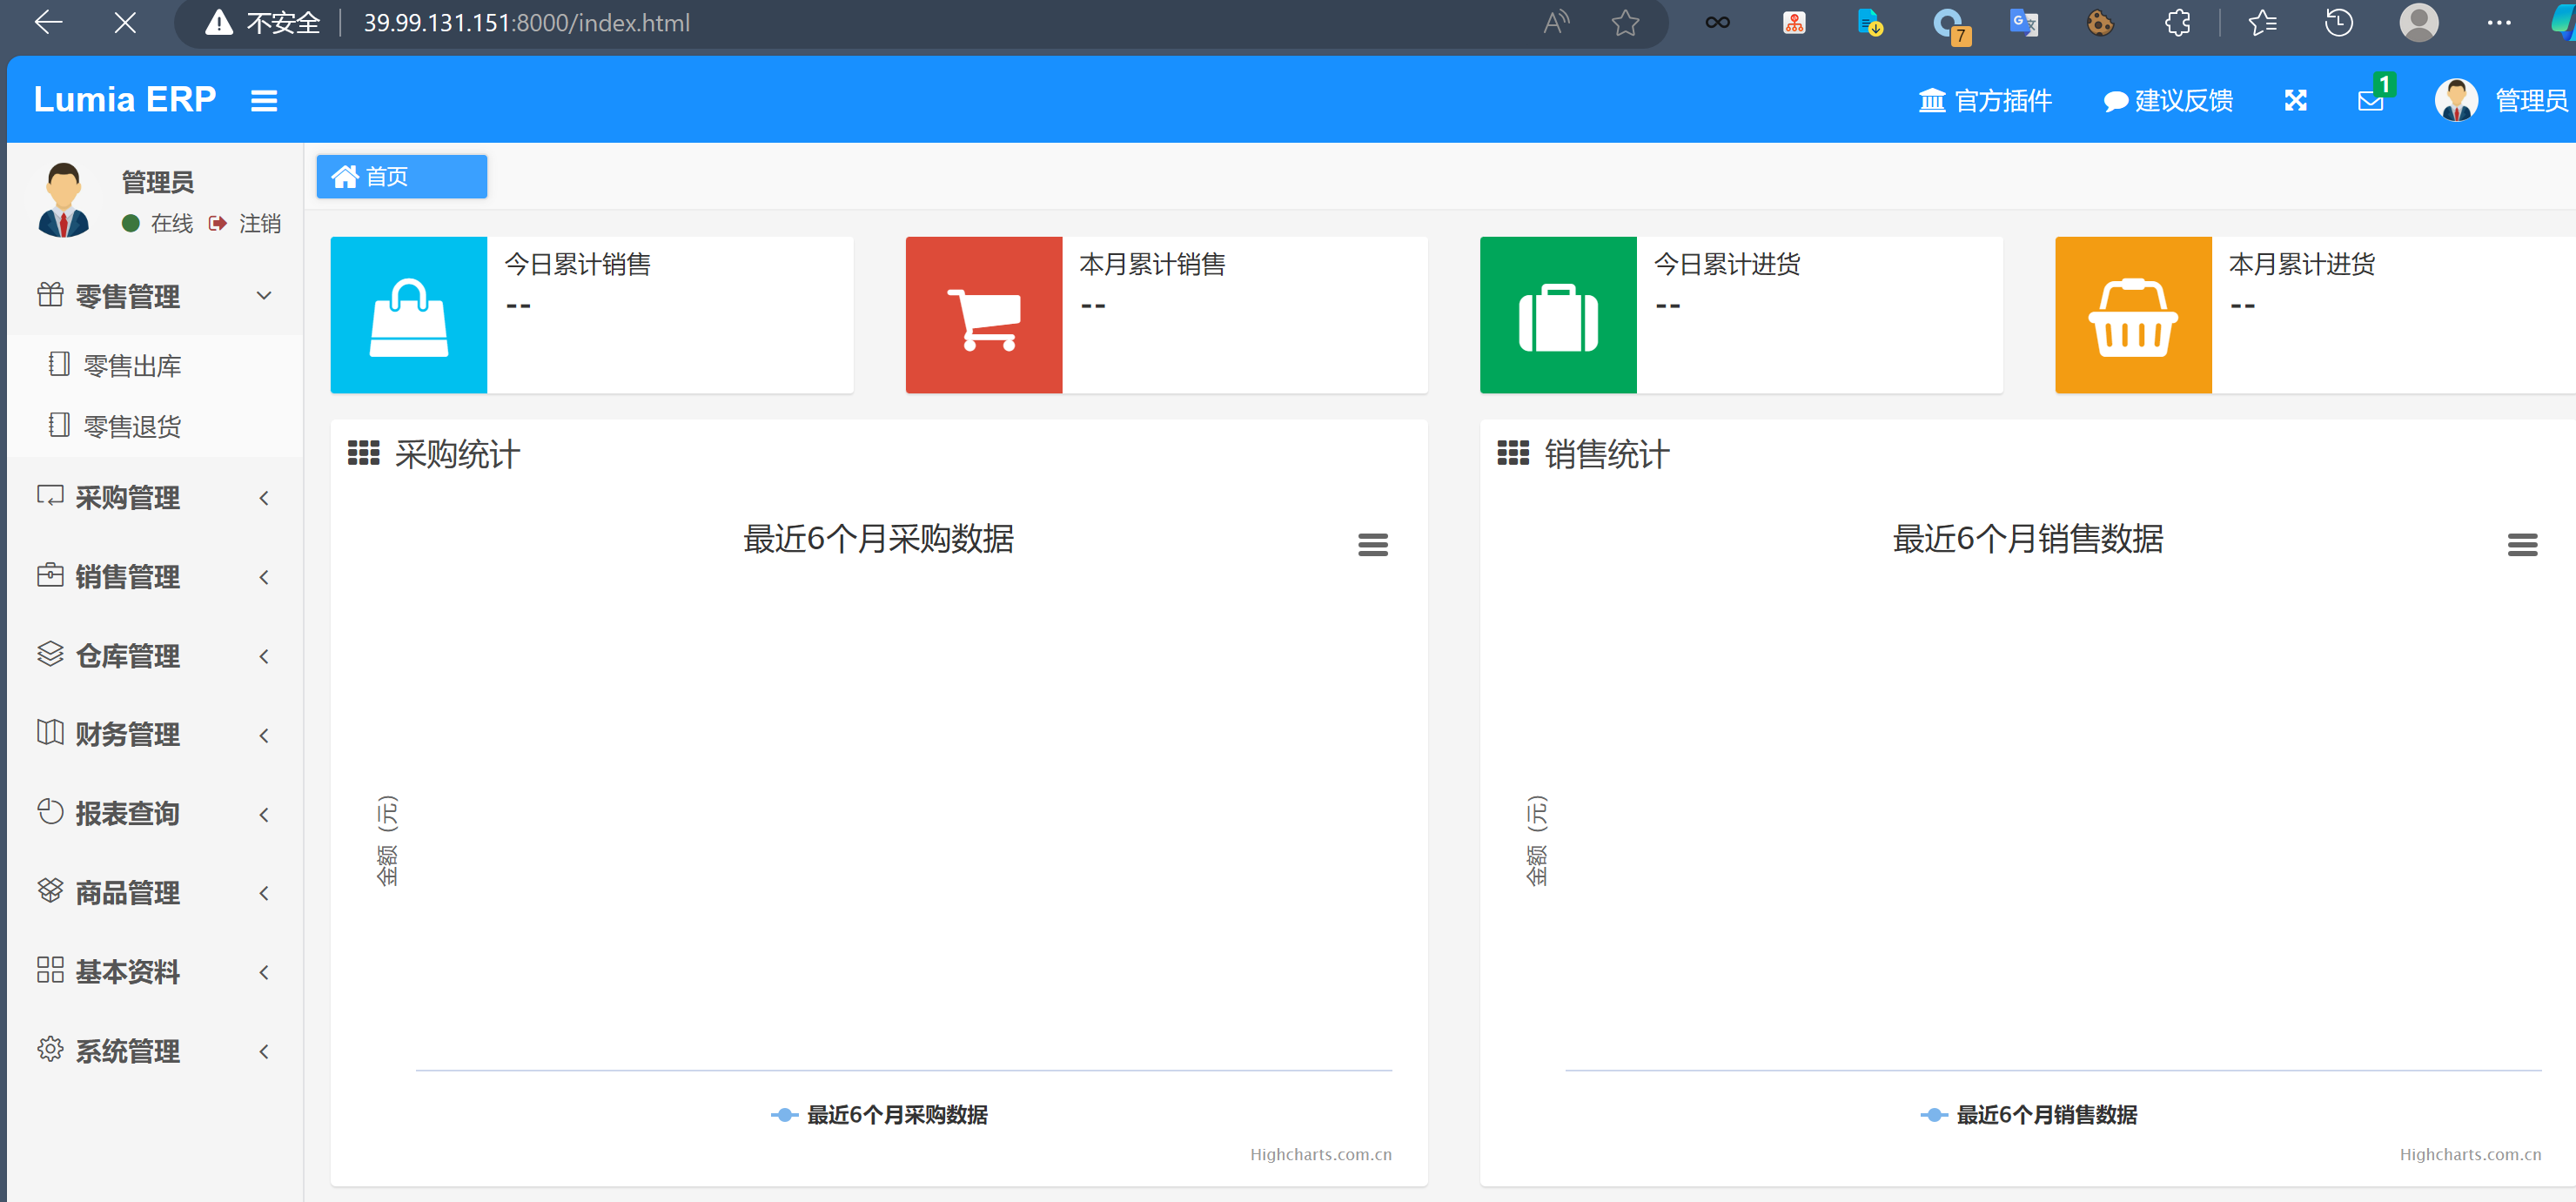 不安全 39.99.131.151:8000/index.html
7
Lumia ERP
官方插件 建议反馈 1 管理员
管理员
在线 注销
首页
零售管理
零售出库
零售退货
采购管理
销售管理
仓库管理
财务管理
报表查询
商品管理
基本资料
系统管理
今日累计销售
--
本月累计销售
--
今日累计进货
--
本月累计进货
--
采购统计
最近6个月采购数据
金额（元）
最近6个月采购数据
Highcharts.com.cn
销售统计
最近6个月销售数据
金额（元）
最近6个月销售数据
Highcharts.com.cn